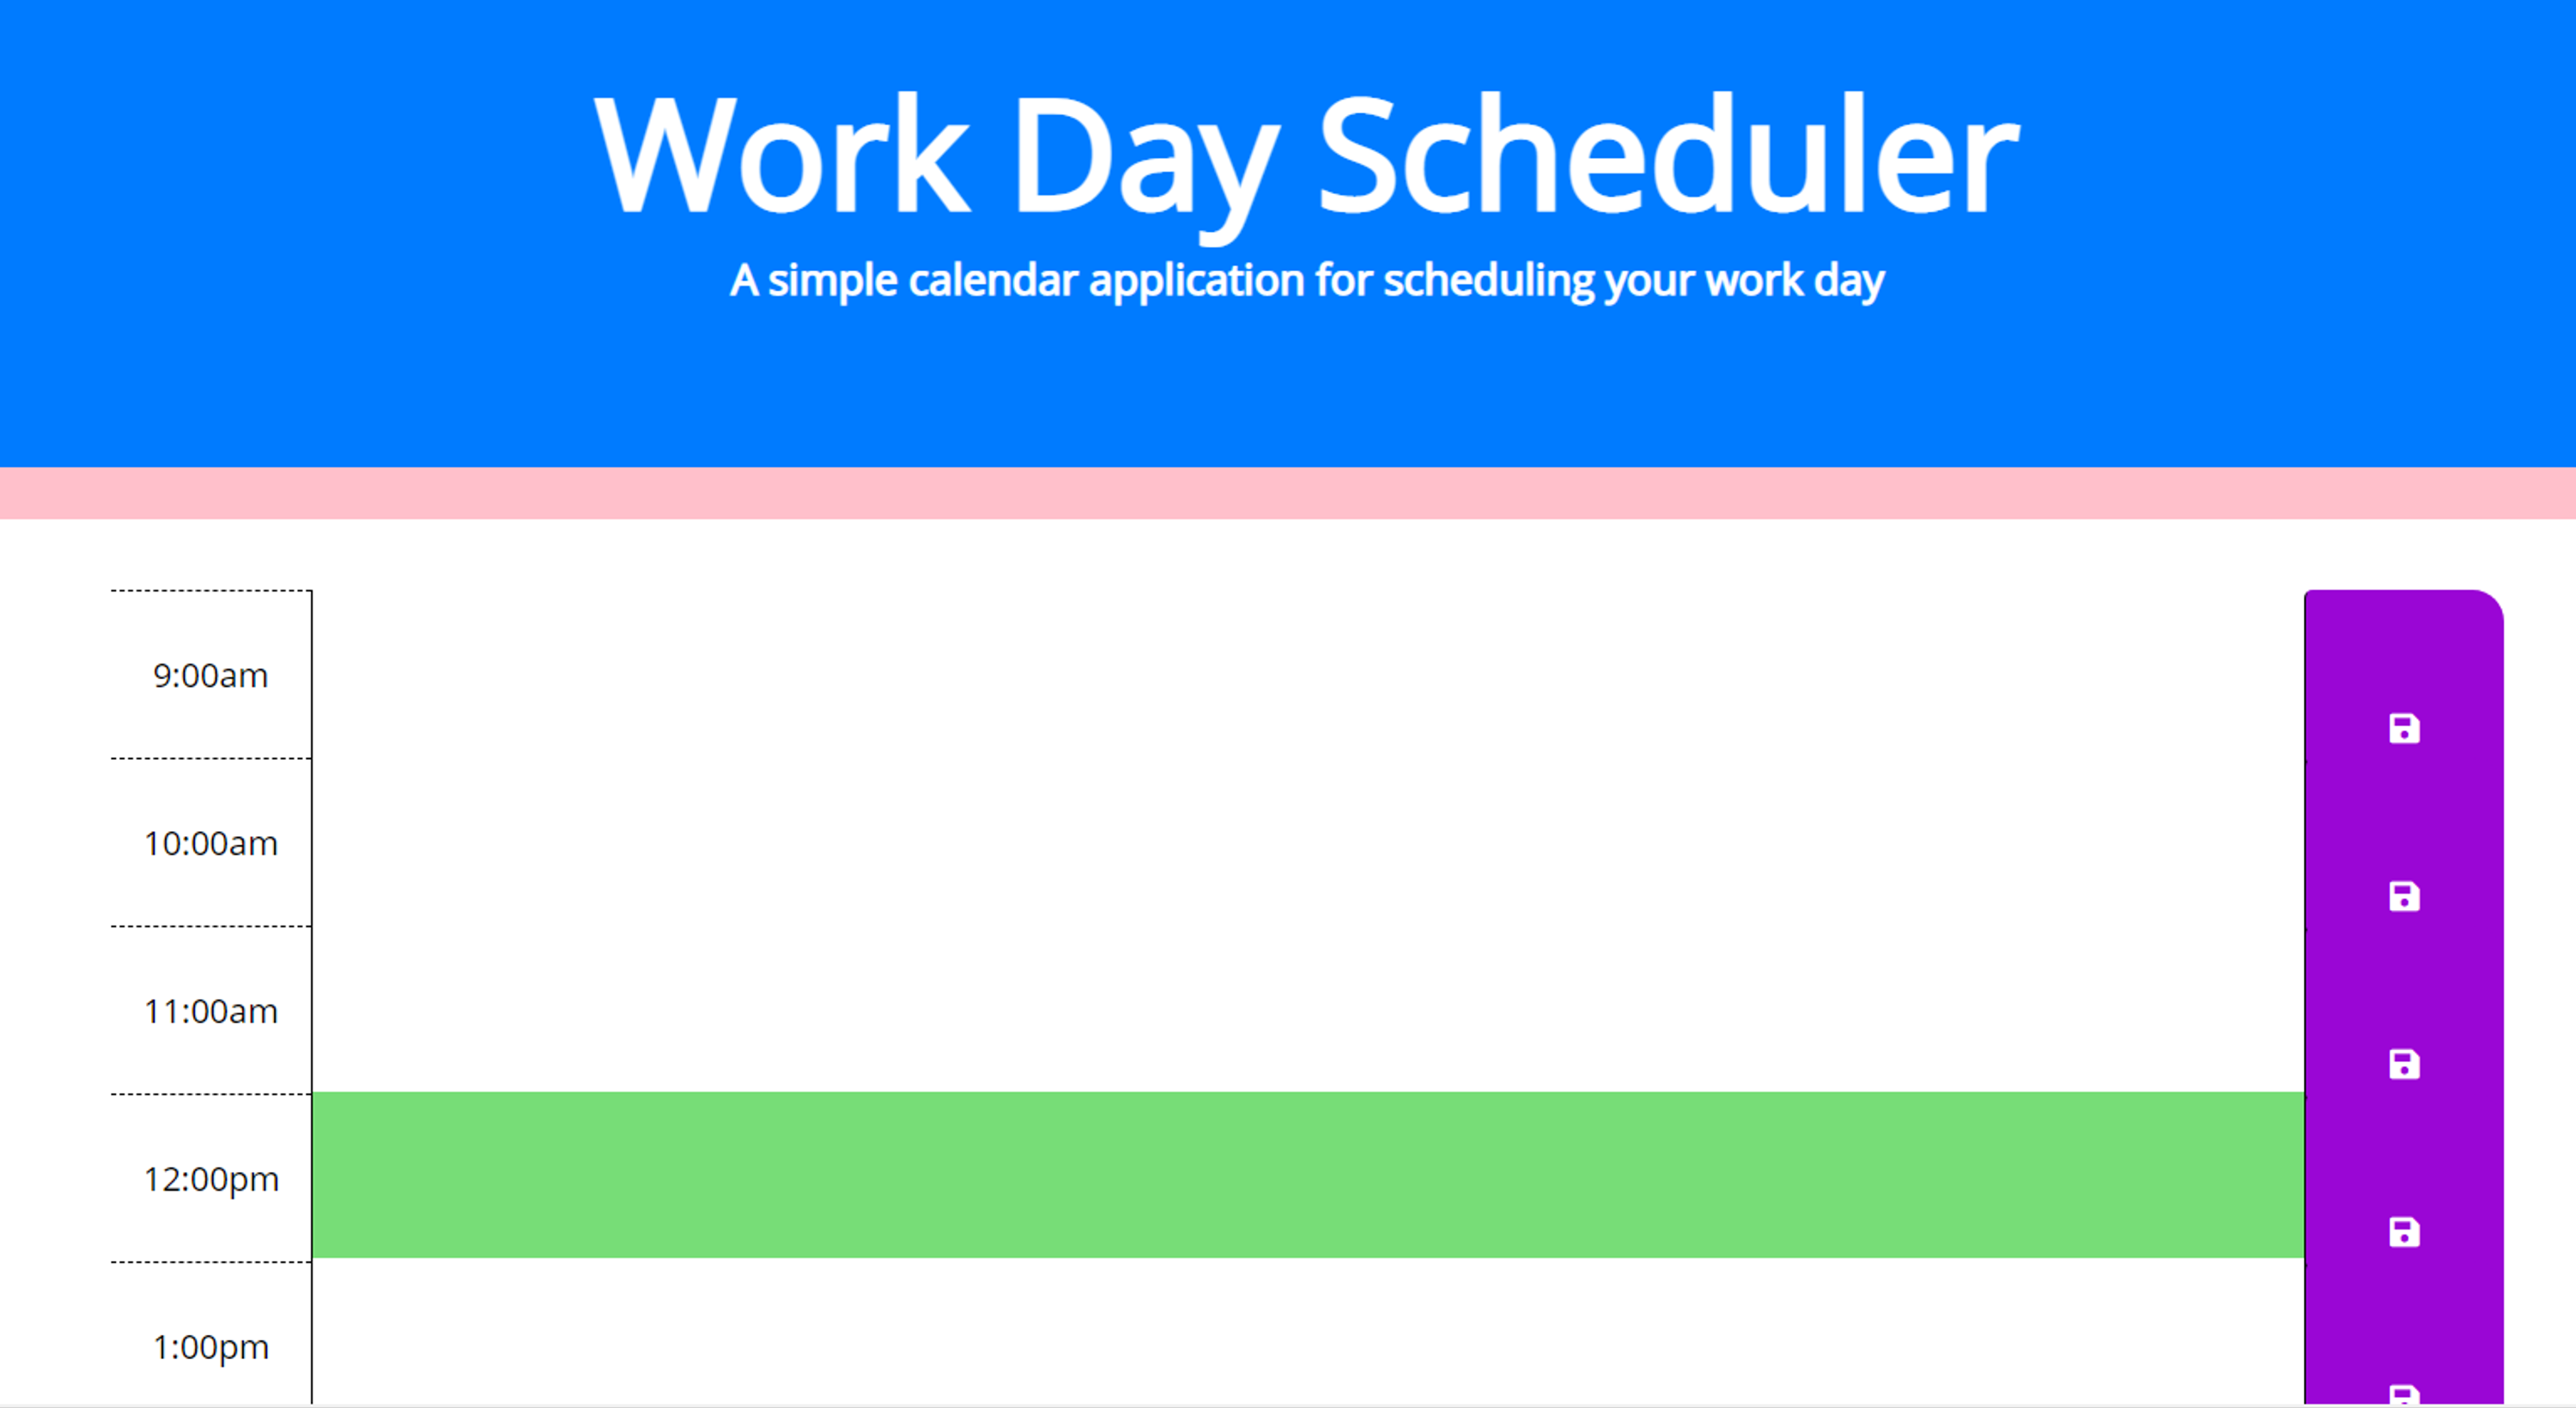 Work Day Scheduler
A simple calendar application for scheduling your work day
9:00am
10:00am
11:00am
12:00pm
1:00pm